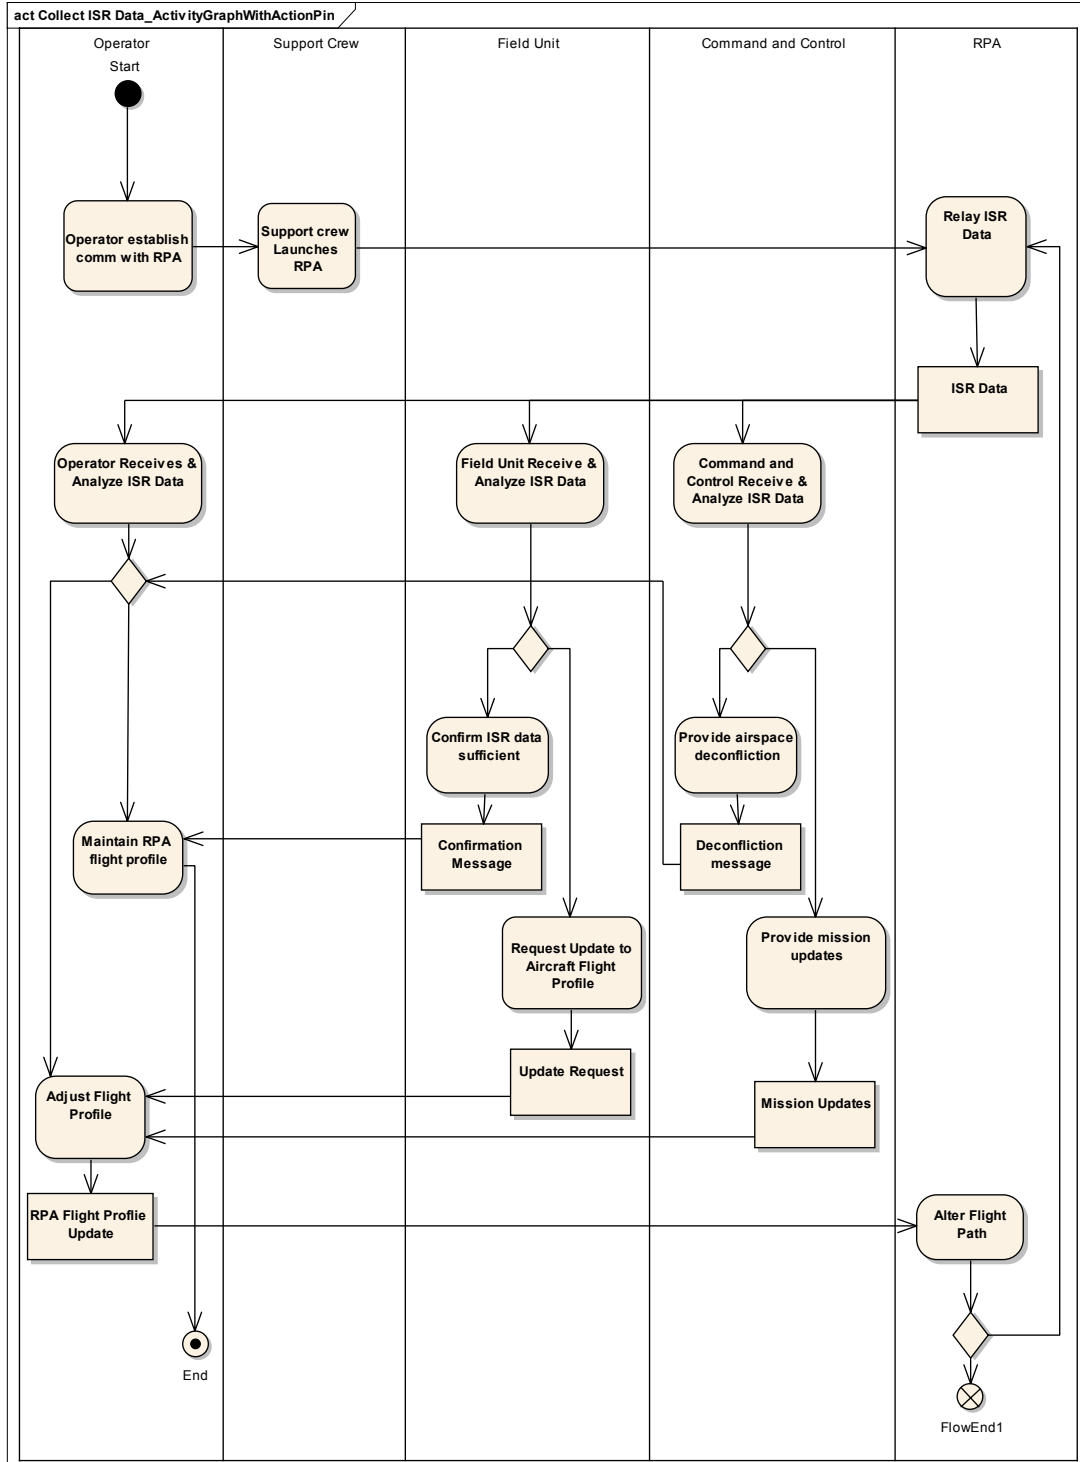 act Collect ISR Data_ActivityGraphWithActionPin
Operator
Support Crew
Field Unit
Command and Control
RPA
Start
Operator establish
comm with RPA
Support crew
Launches
RPA
Relay ISR
Data
ISR Data
Operator Receives &
Analyze ISR Data
Field Unit Receive &
Analyze ISR Data
Command and
Control Receive &
Analyze ISR Data
Confirm ISR data
sufficient
Provide airspace
deconfliction
Maintain RPA
flight profile
Confirmation
Message
Deconfliction
message
Request Update to
Aircraft Flight
Profile
Provide mission
updates
Update Request
Adjust Flight
Profile
Mission Updates
RPA Flight Proflie
Update
Alter Flight
Path
End
FlowEnd1